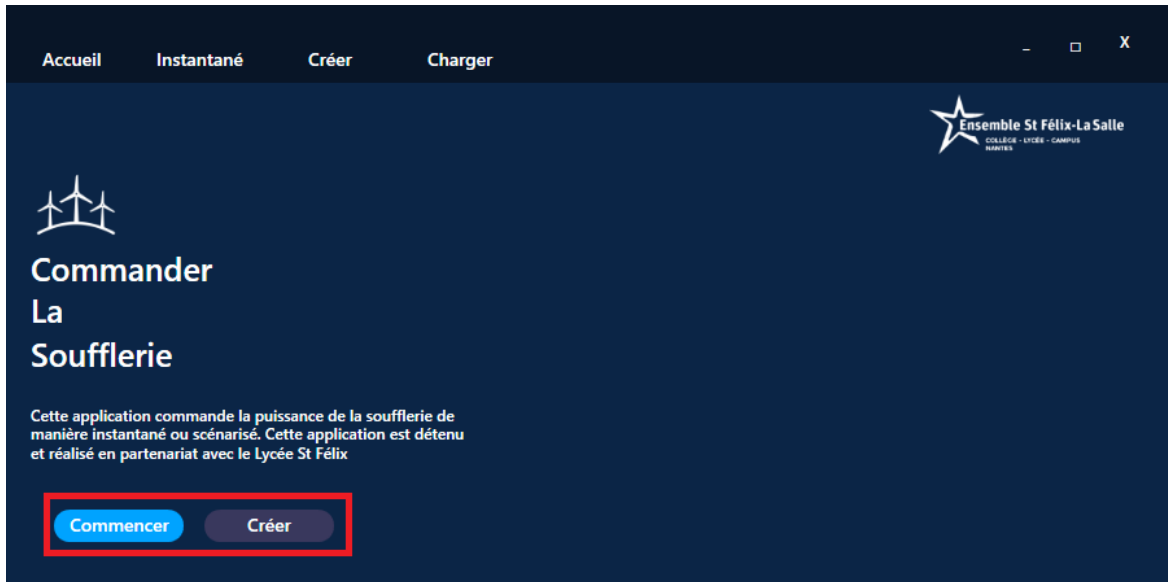 Accueil Instantané Créer Charger _ □ X
Ensemble St Félix-La Salle
COLLÈGE - LYCÉE - CAMPUS
NANTES
Commander
La
Soufflerie
Cette application commande la puissance de la soufflerie de
manière instantané ou scénarisé. Cette application est détenu
et réalisé en partenariat avec le Lycée St Félix
Commencer Créer